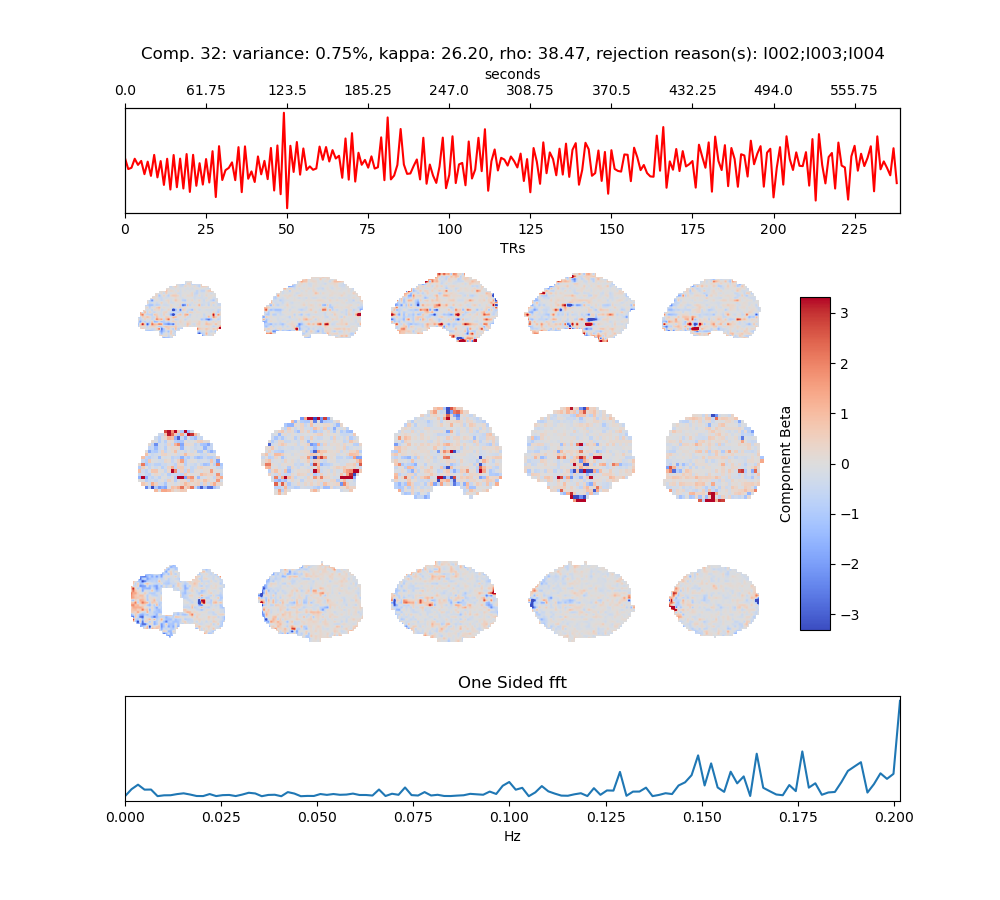 Comp. 32: variance: 0.75%, kappa: 26.20, rho: 38.47, rejection reason(s): I002;I003;I004
seconds
0.0 61.75 123.5 185.25 247.0 308.75 370.5 432.25 494.0 555.75
0 25 50 75 100 125 150 175 200 225
TRs
3
2
1
0
−1
−2
−3
Component Beta
One Sided fft
0.000 0.025 0.050 0.075 0.100 0.125 0.150 0.175 0.200
Hz